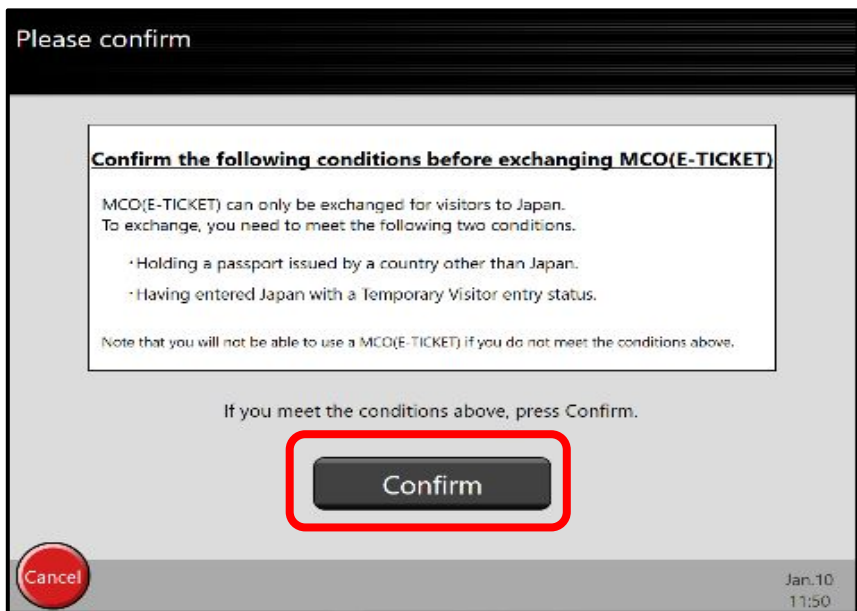 Please confirm
Confirm the following conditions before exchanging MCO(E-TICKET)
MCO(E-TICKET) can only be exchanged for visitors to Japan.
To exchange, you need to meet the following two conditions.
・Holding a passport issued by a country other than Japan.
・Having entered Japan with a Temporary Visitor entry status.
Note that you will not be able to use a MCO(E-TICKET) if you do not meet the conditions above.
If you meet the conditions above, press Confirm.
Confirm
Cancel
Jan.10
11:50